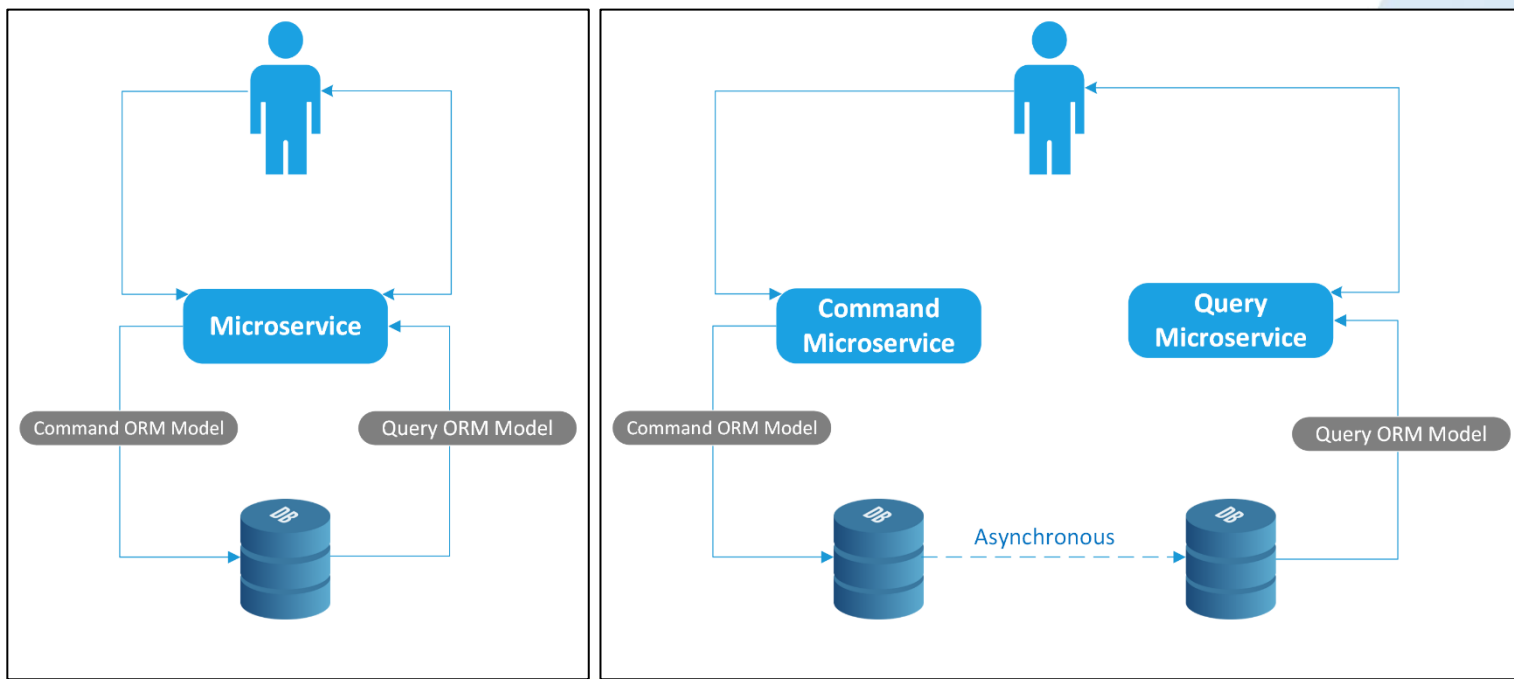 Microservice
Command ORM Model
Query ORM Model
DB
Command
Microservice
Query
Microservice
Command ORM Model
Query ORM Model
DB
Asynchronous
DB